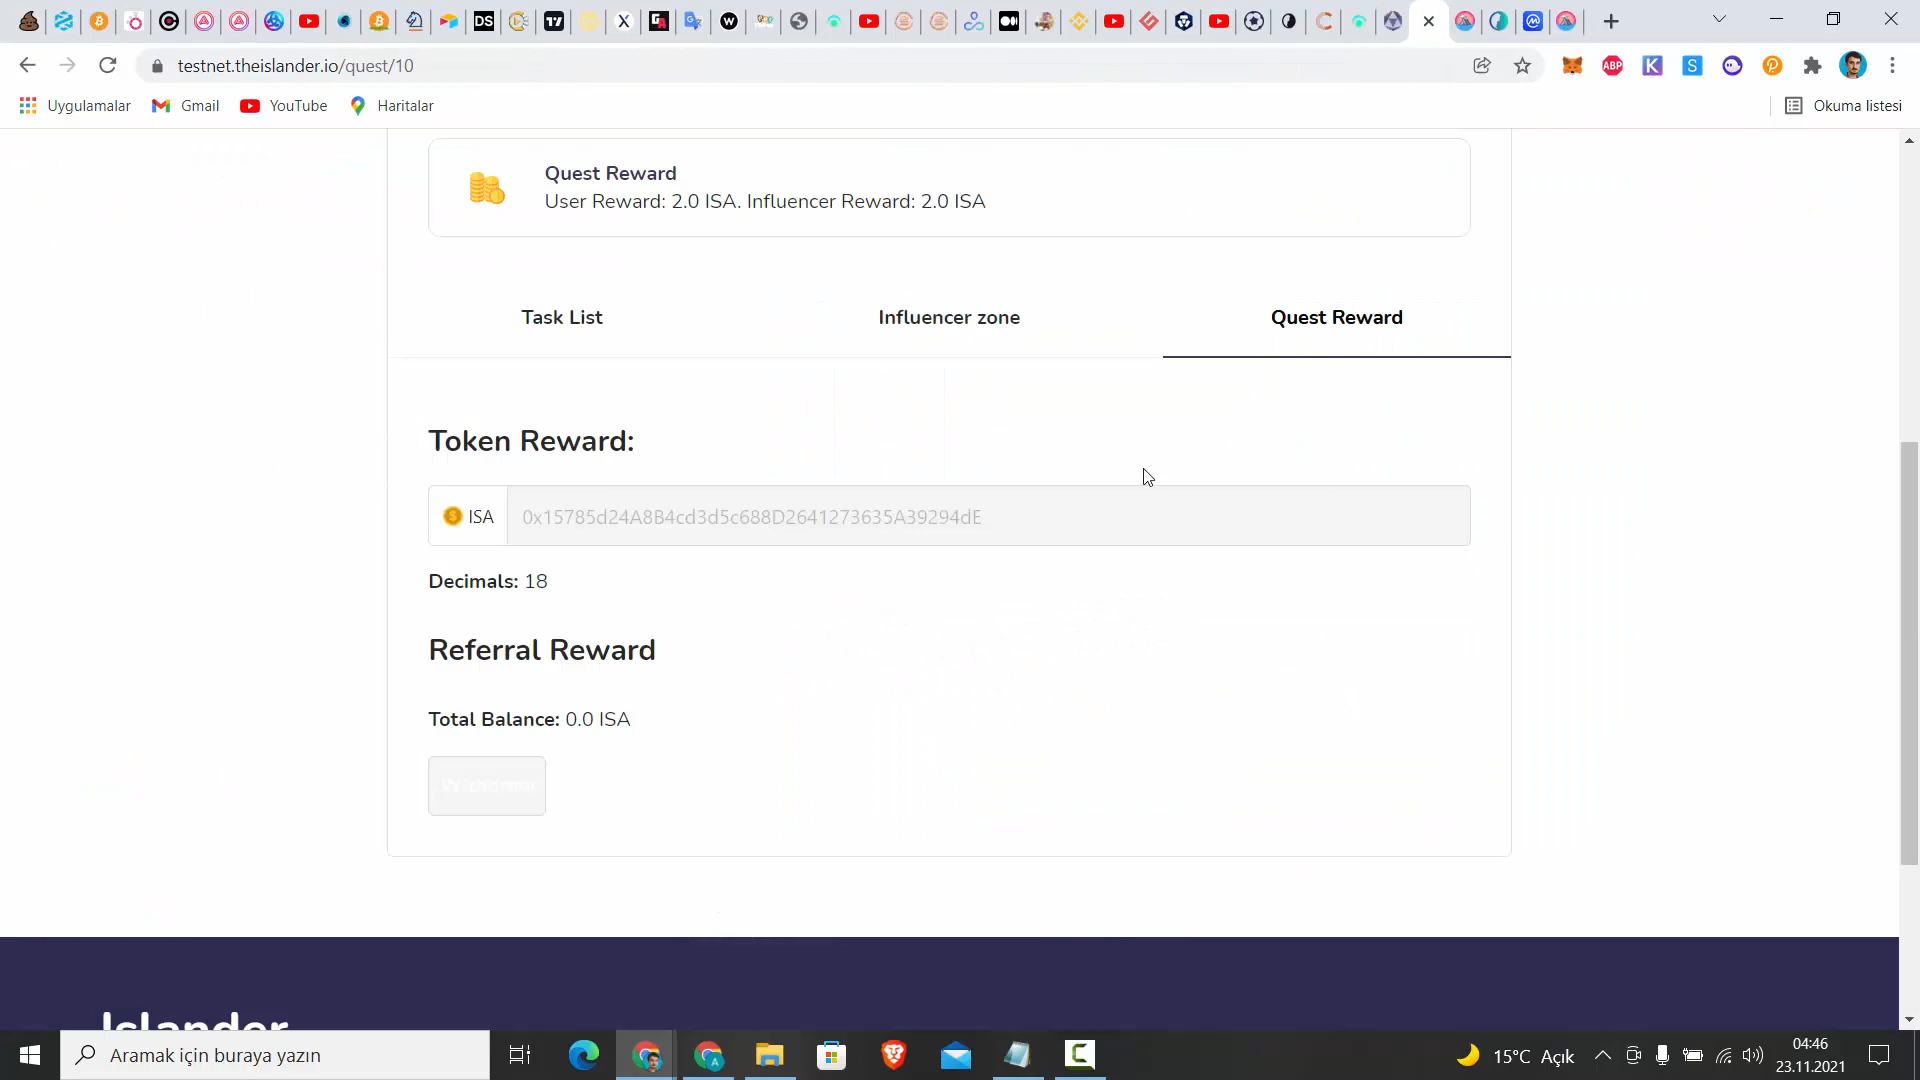 testnet.theislander.io/quest/10
Uygulamalar
Gmail
YouTube
Haritalar
Okuma listesi
Quest Reward
User Reward: 2.0 ISA. Influencer Reward: 2.0 ISA
Task List
Influencer zone
Quest Reward
Token Reward:
ISA
0x15785d24A8B4cd3d5c688D2641273635A39294dE
Decimals: 18
Referral Reward
Total Balance: 0.0 ISA
Islander
Aramak için buraya yazın
15°C Açık
04:46
23.11.2021